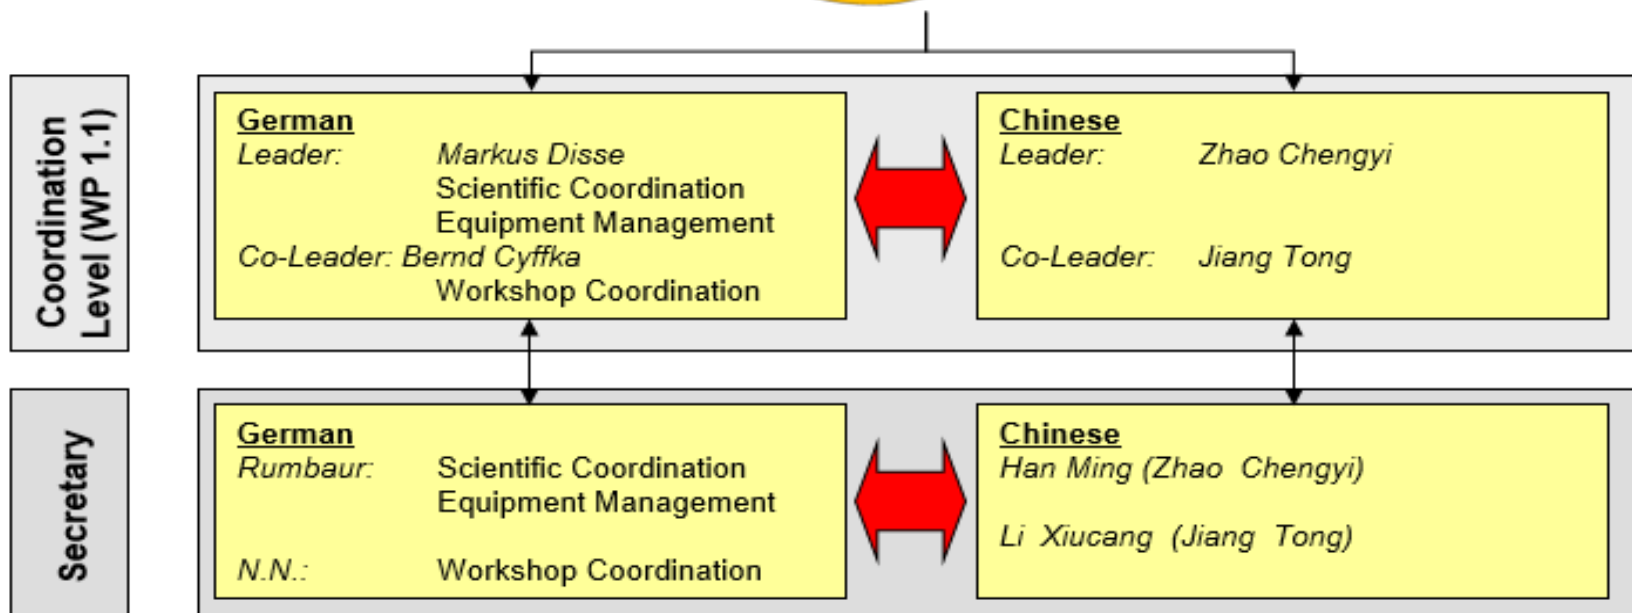 Coordination
Level (WP 1.1)
German
Leader: Markus Disse
Scientific Coordination
Equipment Management
Co-Leader: Bernd Cyffka
Workshop Coordination
Chinese
Leader: Zhao Chengyi
Co-Leader: Jiang Tong
Secretary
German
Rumbaur: Scientific Coordination
Equipment Management
N.N.: Workshop Coordination
Chinese
Han Ming (Zhao Chengyi)
Li Xiucang (Jiang Tong)